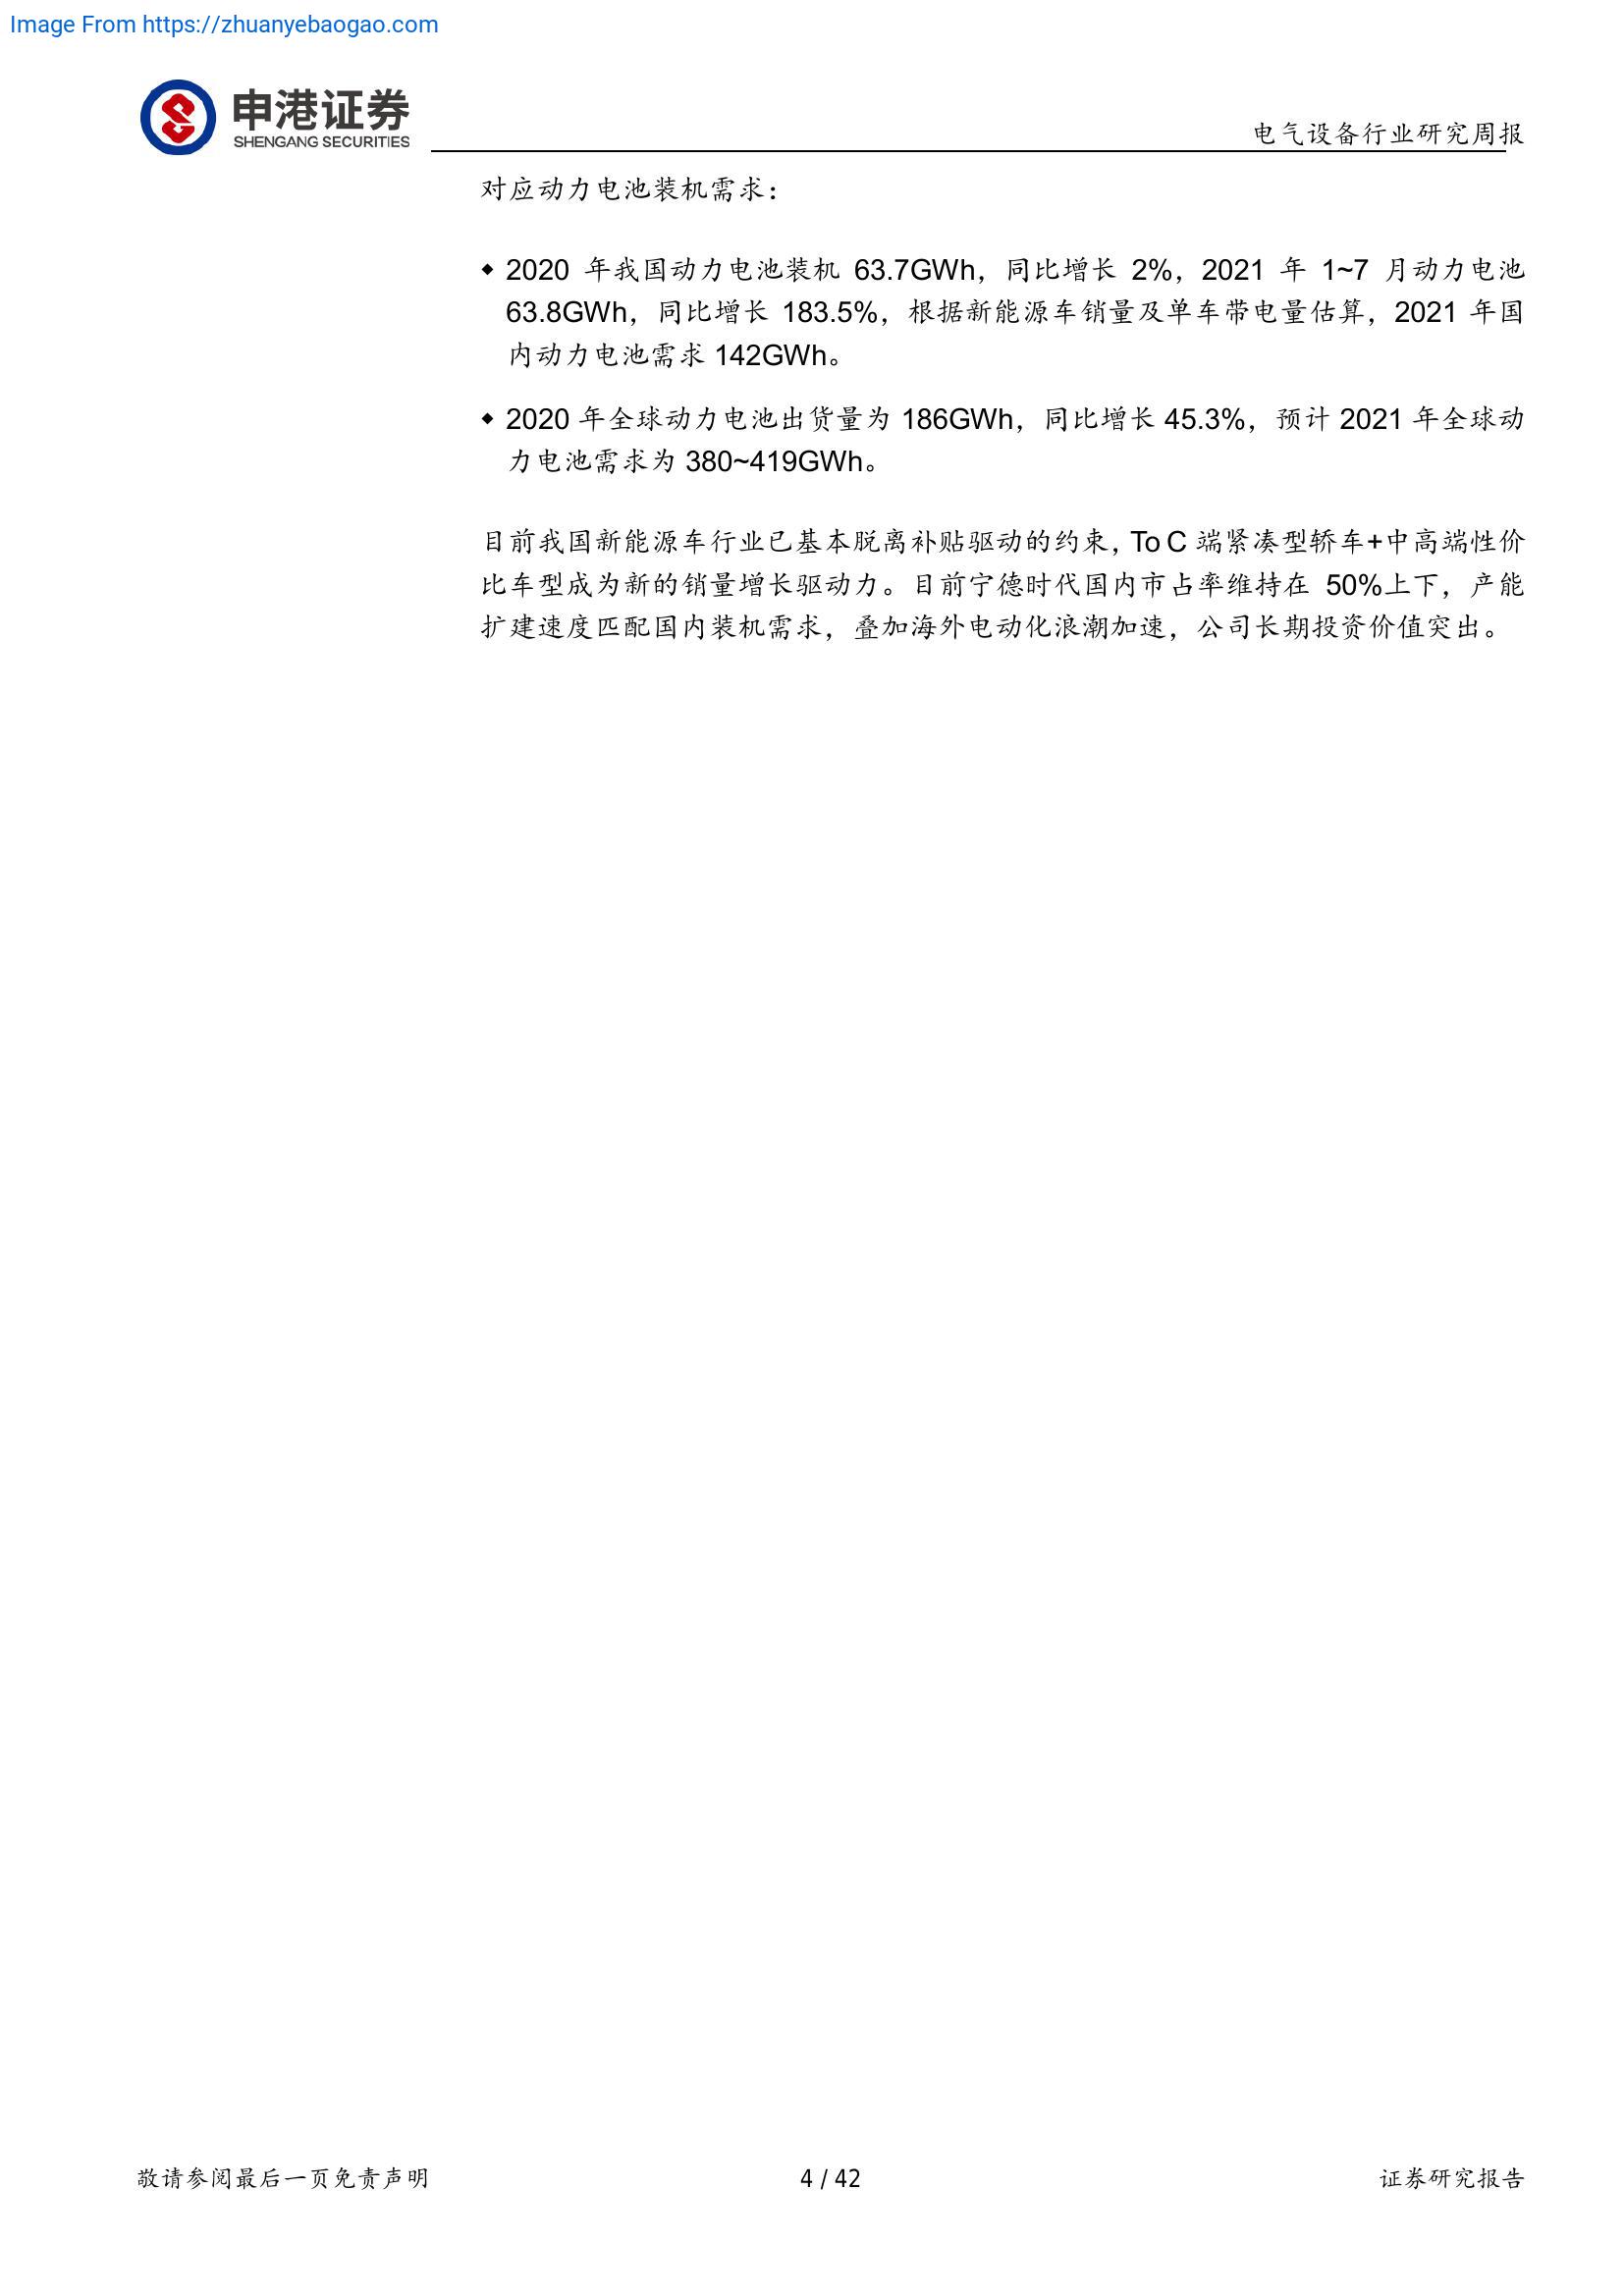 Image From https://zhuanyebaogao.com
申港证券
SHENGANG SECURITIES
电气设备行业研究周报
对应动力电池装机需求：
◆ 2020 年我国动力电池装机 63.7GWh，同比增长 2%，2021 年 1~7 月动力电池
63.8GWh，同比增长 183.5%，根据新能源车销量及单车带电量估算，2021 年国
内动力电池需求 142GWh。
◆ 2020 年全球动力电池出货量为 186GWh，同比增长 45.3%，预计 2021 年全球动
力电池需求为 380~419GWh。
目前我国新能源车行业已基本脱离补贴驱动的约束，To C 端紧凑型轿车+中高端性价
比车型成为新的销量增长驱动力。目前宁德时代国内市占率维持在 50%上下，产能
扩建速度匹配国内装机需求，叠加海外电动化浪潮加速，公司长期投资价值突出。
敬请参阅最后一页免责声明
4 / 42
证券研究报告